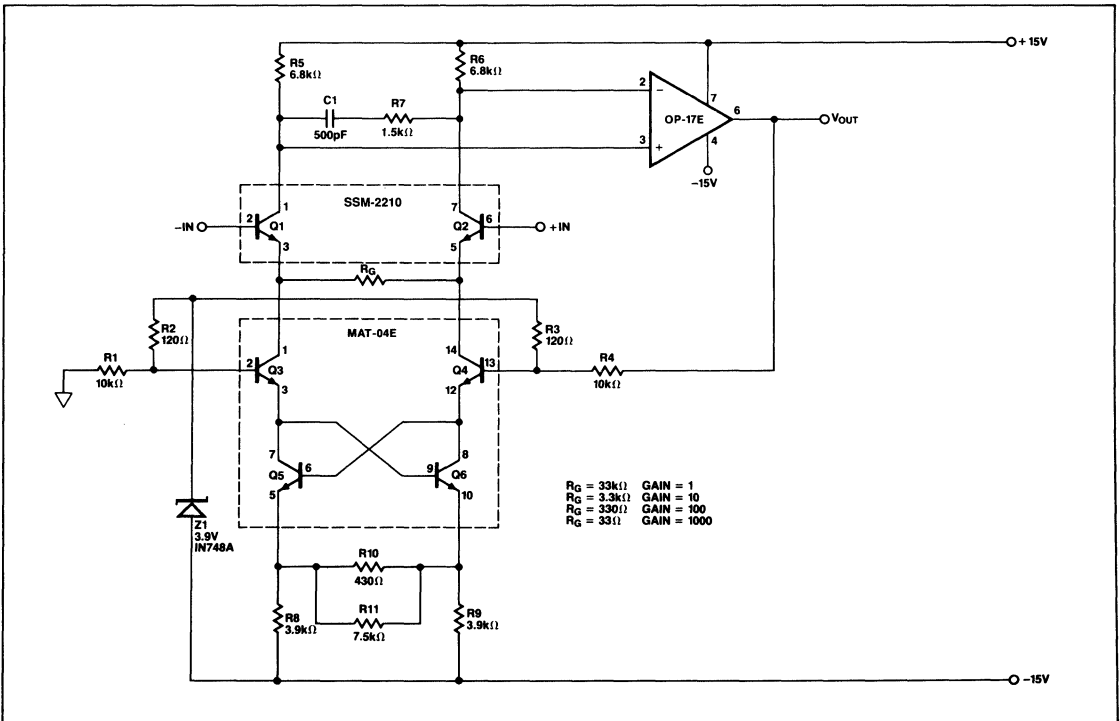 +15V
R5
6.8kΩ
R6
6.8kΩ
C1
500pF
R7
1.5kΩ
2
−
7
OP-17E
6
VOUT
3
+
4
−15V
SSM-2210
1
7
−IN
2
Q1
Q2
6
+IN
3
5
RG
R2
120Ω
MAT-04E
R3
120Ω
R1
10kΩ
1
14
2
Q3
Q4
13
R4
10kΩ
3
12
7
8
Q5
6
9
Q6
5
10
RG = 33kΩ GAIN = 1
RG = 3.3kΩ GAIN = 10
RG = 330Ω GAIN = 100
RG = 33Ω GAIN = 1000
Z1
3.9V
IN748A
R10
430Ω
R11
7.5kΩ
R8
3.9kΩ
R9
3.9kΩ
−15V